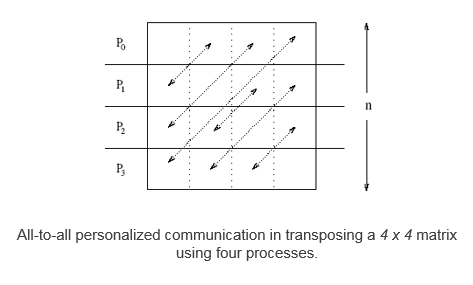 P0
P1
n
P2
P3
All-to-all personalized communication in transposing a 4 x 4 matrix
using four processes.